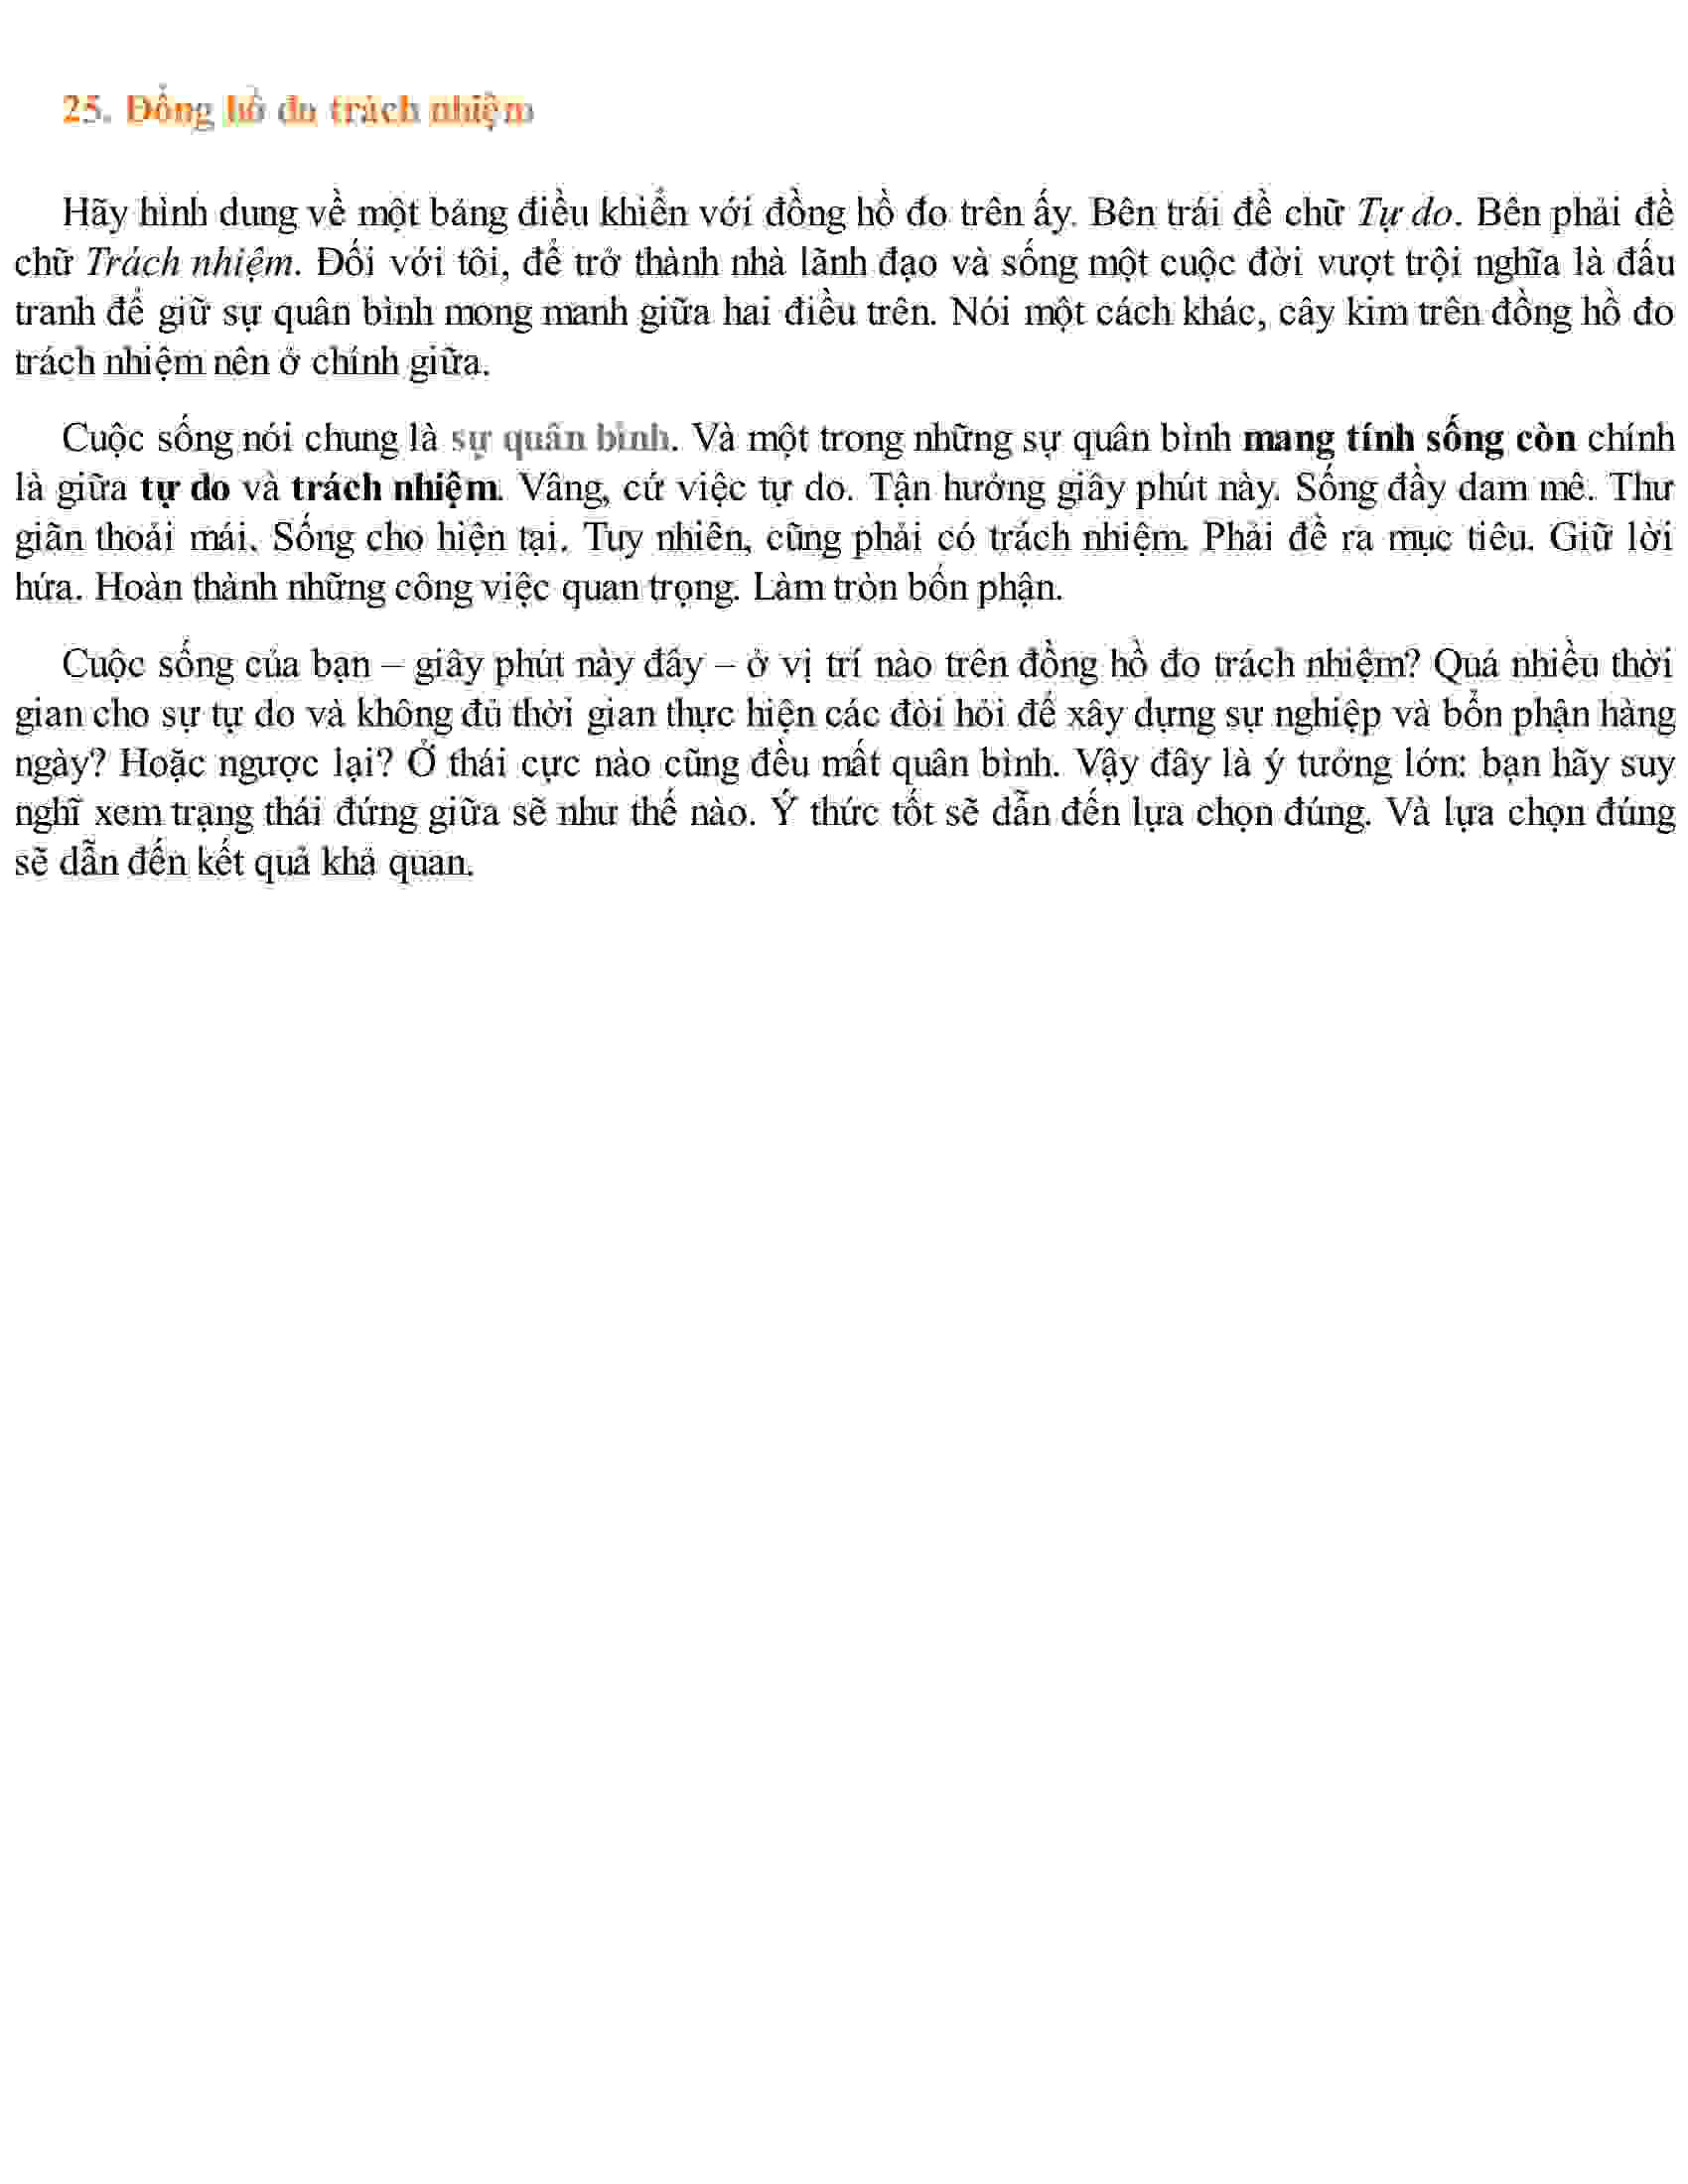 25. Đồng hồ đo trách nhiệm
Hãy hình dung về một bảng điều khiển với đồng hồ đo trên ấy. Bên trái đề chữ Tự do. Bên phải đề
chữ Trách nhiệm. Đối với tôi, để trở thành nhà lãnh đạo và sống một cuộc đời vượt trội nghĩa là đấu
tranh để giữ sự quân bình mong manh giữa hai điều trên. Nói một cách khác, cây kim trên đồng hồ đo
trách nhiệm nên ở chính giữa.
Cuộc sống nói chung là sự quân bình. Và một trong những sự quân bình mang tính sống còn chính
là giữa tự do và trách nhiệm. Vâng, cứ việc tự do. Tận hưởng giây phút này. Sống đầy đam mê. Thư
giãn thoải mái. Sống cho hiện tại. Tuy nhiên, cũng phải có trách nhiệm. Phải đề ra mục tiêu. Giữ lời
hứa. Hoàn thành những công việc quan trọng. Làm tròn bổn phận.
Cuộc sống của bạn – giây phút này đây – ở vị trí nào trên đồng hồ đo trách nhiệm? Quá nhiều thời
gian cho sự tự do và không đủ thời gian thực hiện các đòi hỏi để xây dựng sự nghiệp và bổn phận hàng
ngày? Hoặc ngược lại? Ở thái cực nào cũng đều mất quân bình. Vậy đây là ý tưởng lớn: bạn hãy suy
nghĩ xem trạng thái đứng giữa sẽ như thế nào. Ý thức tốt sẽ dẫn đến lựa chọn đúng. Và lựa chọn đúng
sẽ dẫn đến kết quả khả quan.